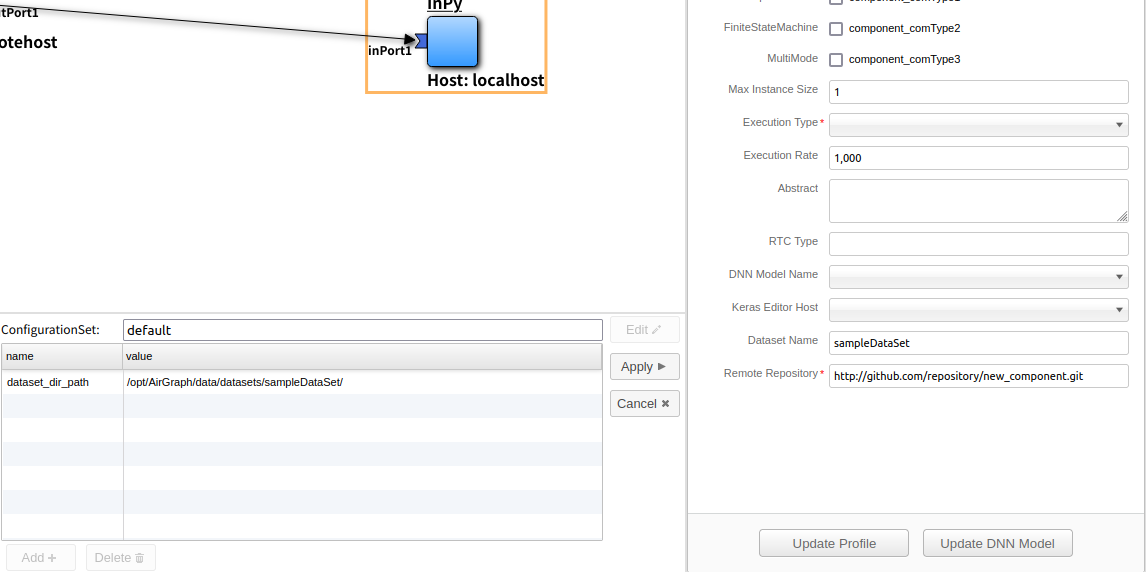 tPort1
otehost
InPy
inPort1
Host: localhost
FiniteStateMachine component_comType2
MultiMode component_comType3
Max Instance Size 1
Execution Type*
Execution Rate 1,000
Abstract
RTC Type
DNN Model Name
Keras Editor Host
Dataset Name sampleDataSet
Remote Repository* http://github.com/repository/new_component.git
ConfigurationSet: default
Edit
name value
dataset_dir_path /opt/AirGraph/data/datasets/sampleDataSet/
Apply
Cancel
Add
Delete
Update Profile
Update DNN Model